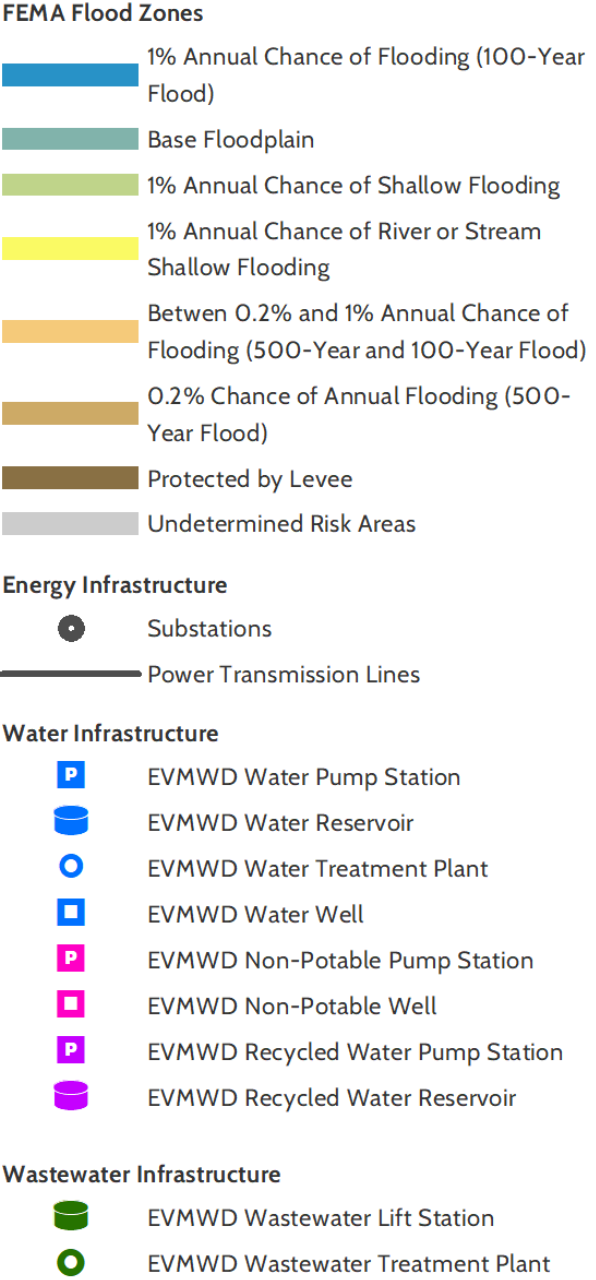 FEMA Flood Zones
1% Annual Chance of Flooding (100-Year
Flood)
Base Floodplain
1% Annual Chance of Shallow Flooding
1% Annual Chance of River or Stream
Shallow Flooding
Betwen 0.2% and 1% Annual Chance of
Flooding (500-Year and 100-Year Flood)
0.2% Chance of Annual Flooding (500-
Year Flood)
Protected by Levee
Undetermined Risk Areas
Energy Infrastructure
Substations
Power Transmission Lines
Water Infrastructure
P EVMWD Water Pump Station
EVMWD Water Reservoir
EVMWD Water Treatment Plant
EVMWD Water Well
P EVMWD Non-Potable Pump Station
EVMWD Non-Potable Well
P EVMWD Recycled Water Pump Station
EVMWD Recycled Water Reservoir
Wastewater Infrastructure
EVMWD Wastewater Lift Station
EVMWD Wastewater Treatment Plant